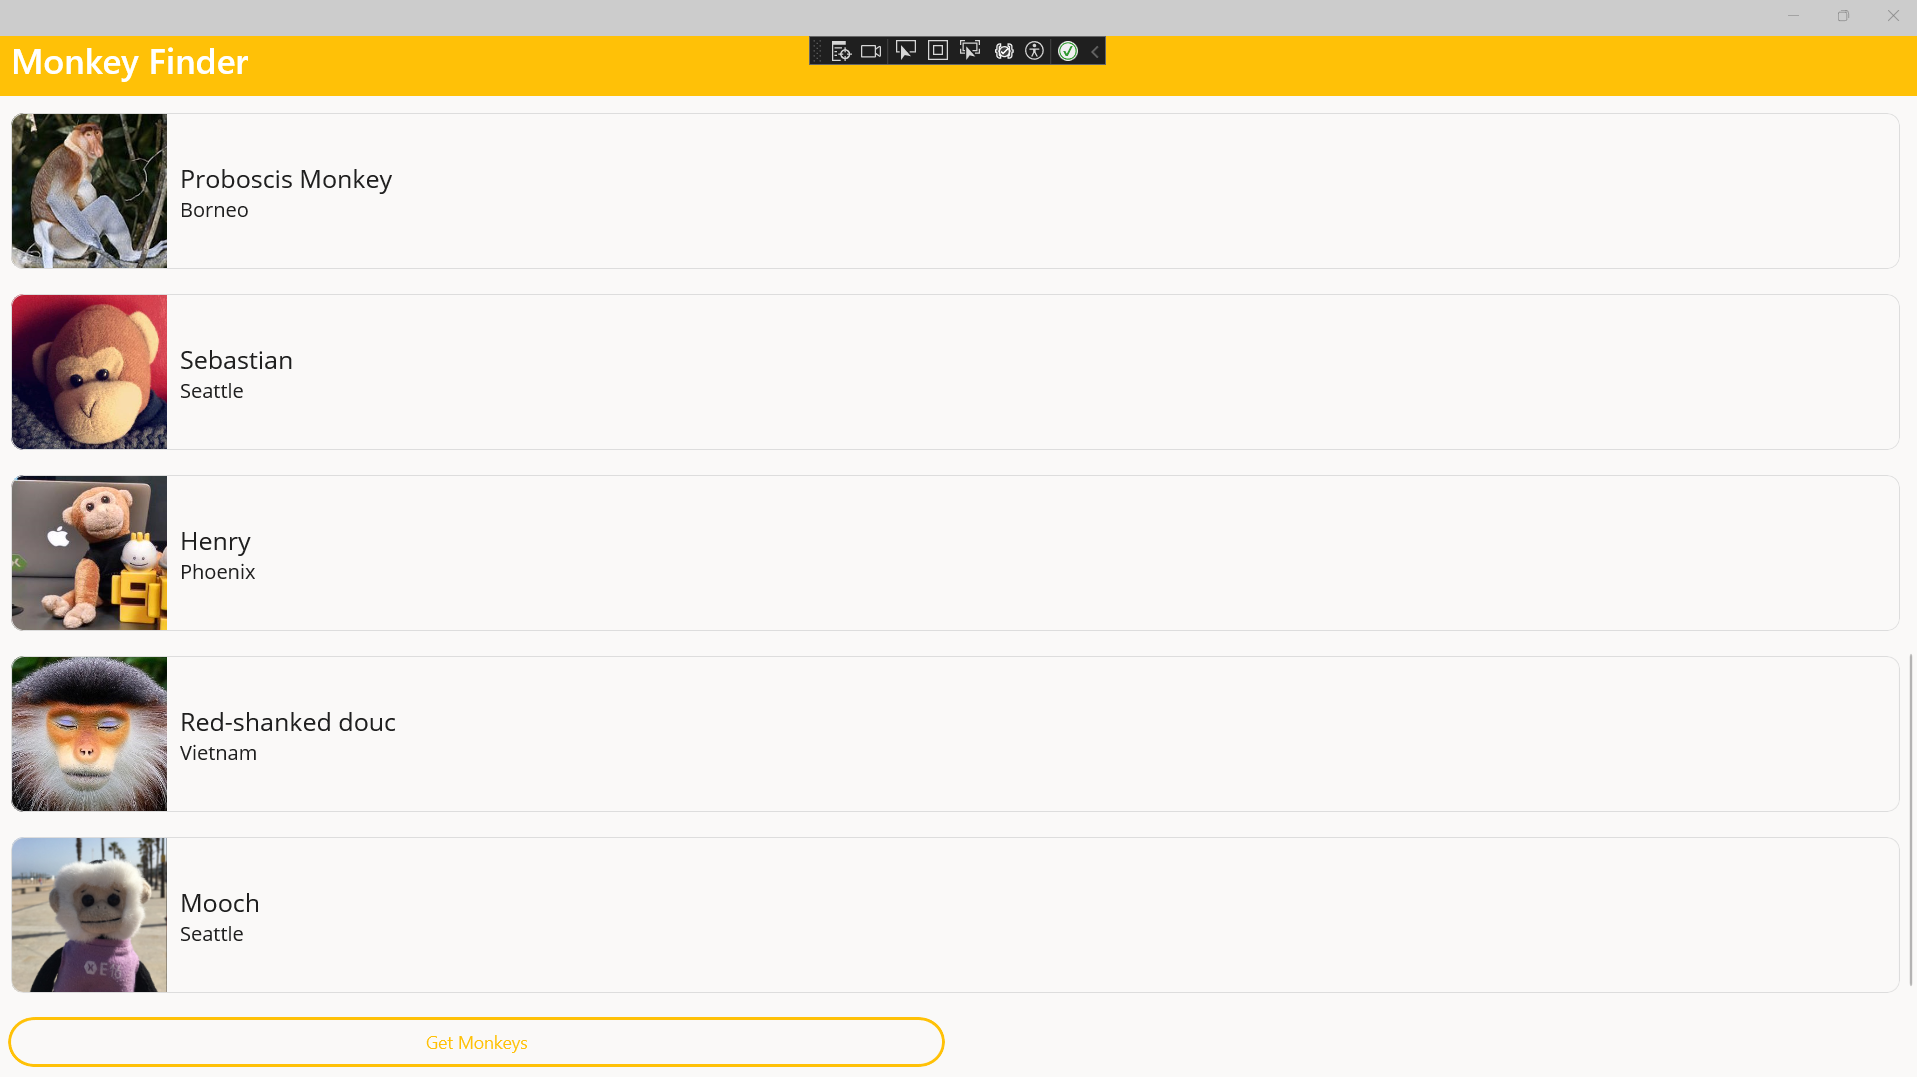 Monkey Finder
Proboscis Monkey
Borneo
Sebastian
Seattle
Henry
Phoenix
Red-shanked douc
Vietnam
Mooch
Seattle
Get Monkeys